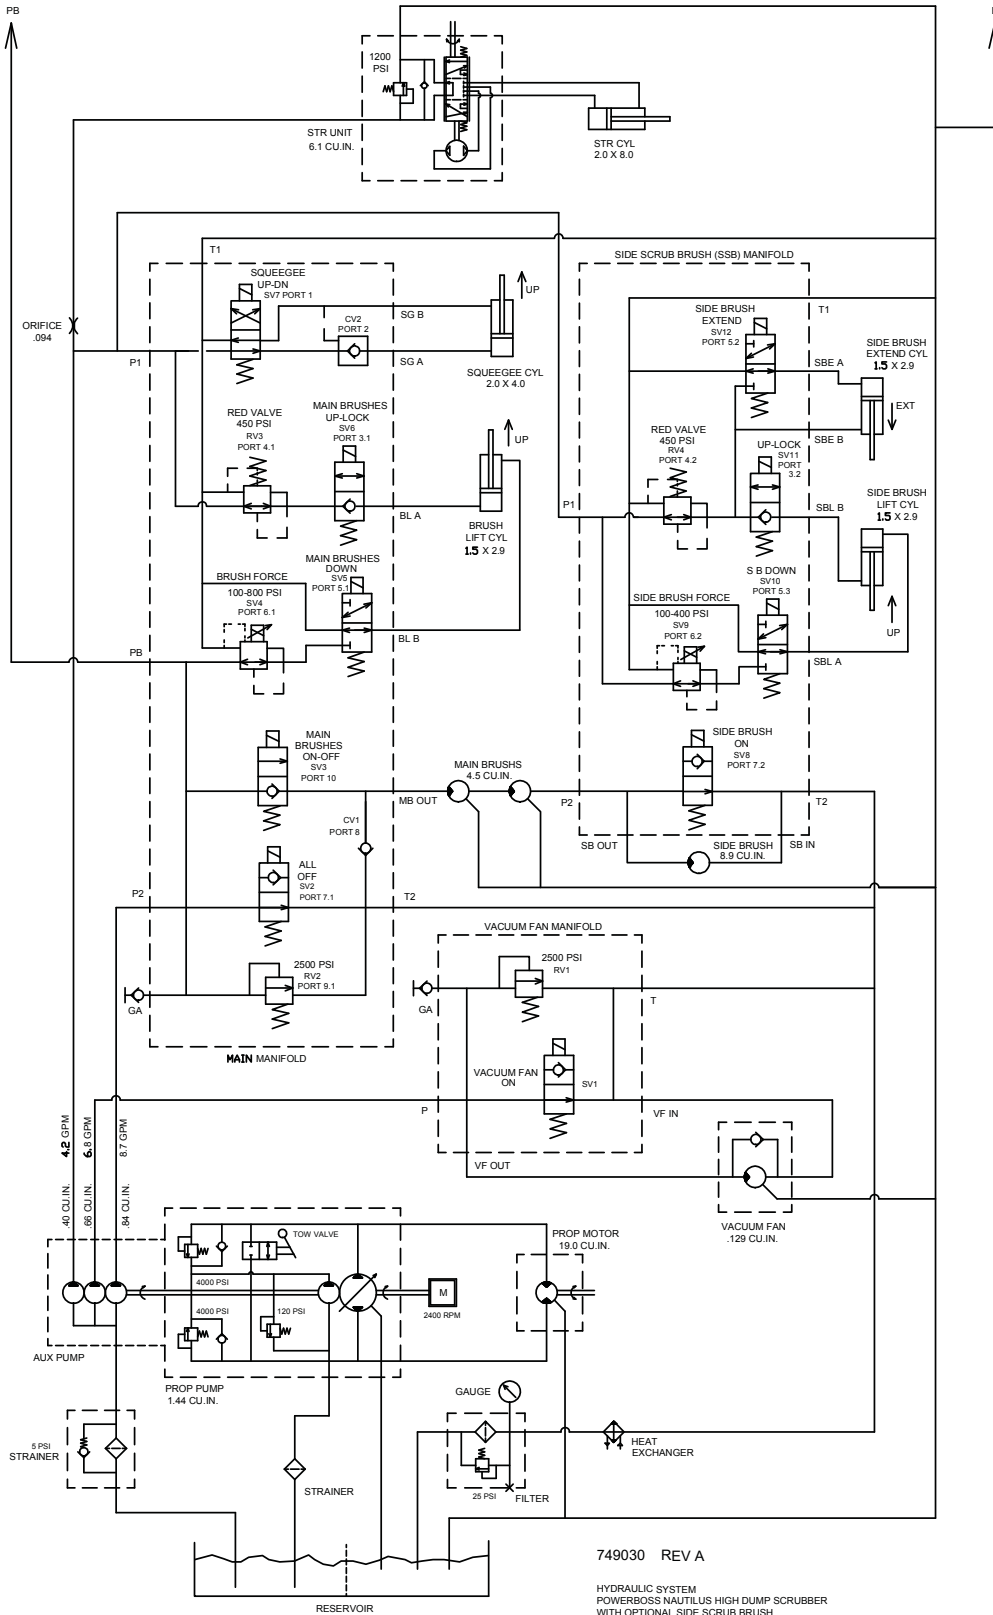 PB
1200
PSI
STR UNIT
6.1 CU.IN.
STR CYL
2.0 X 8.0
T1
SQUEEGEE
UP-DN
SV7 PORT 1
CV2
PORT 2
SG B
SG A
UP
SQUEEGEE CYL
2.0 X 4.0
ORIFICE
.094
P1
RED VALVE
450 PSI
RV3
PORT 4.1
MAIN BRUSHES
UP-LOCK
SV6
PORT 3.1
UP
BL A
BRUSH
LIFT CYL
1.5 X 2.9
MAIN BRUSHES
DOWN
SV5
PORT 5.1
BRUSH FORCE
100-800 PSI
SV4
PORT 6.1
BL B
PB
MAIN
BRUSHES
ON-OFF
SV3
PORT 10
MB OUT
CV1
PORT 8
MAIN BRUSHS
4.5 CU.IN.
ALL
OFF
SV2
PORT 7.1
P2
T2
2500 PSI
RV2
PORT 9.1
GA
MAIN MANIFOLD
SIDE SCRUB BRUSH (SSB) MANIFOLD
T1
SIDE BRUSH
EXTEND
SV12
PORT 5.2
SIDE BRUSH
EXTEND CYL
1.5 X 2.9
SBE A
EXT
SBE B
RED VALVE
450 PSI
RV4
PORT 4.2
UP-LOCK
SV11
PORT
3.2
P1
SBL B
SIDE BRUSH
LIFT CYL
1.5 X 2.9
S B DOWN
SV10
PORT 5.3
SIDE BRUSH FORCE
100-400 PSI
SV9
PORT 6.2
UP
SBL A
SIDE BRUSH
ON
SV8
PORT 7.2
P2
T2
SB OUT
SB IN
SIDE BRUSH
8.9 CU.IN.
VACUUM FAN MANIFOLD
2500 PSI
RV1
GA
T
VACUUM FAN
ON
SV1
P
VF IN
VF OUT
VACUUM FAN
.129 CU.IN.
4.2 GPM
6.8 GPM
8.7 GPM
.40 CU.IN.
.66 CU.IN.
.84 CU.IN.
TOW VALVE
4000 PSI
4000 PSI
120 PSI
M
2400 RPM
PROP MOTOR
19.0 CU.IN.
AUX PUMP
PROP PUMP
1.44 CU.IN.
5 PSI
STRAINER
STRAINER
GAUGE
25 PSI
FILTER
HEAT
EXCHANGER
RESERVOIR
749030 REV A
HYDRAULIC SYSTEM
POWERBOSS NAUTILUS HIGH DUMP SCRUBBER
WITH OPTIONAL SIDE SCRUB BRUSH